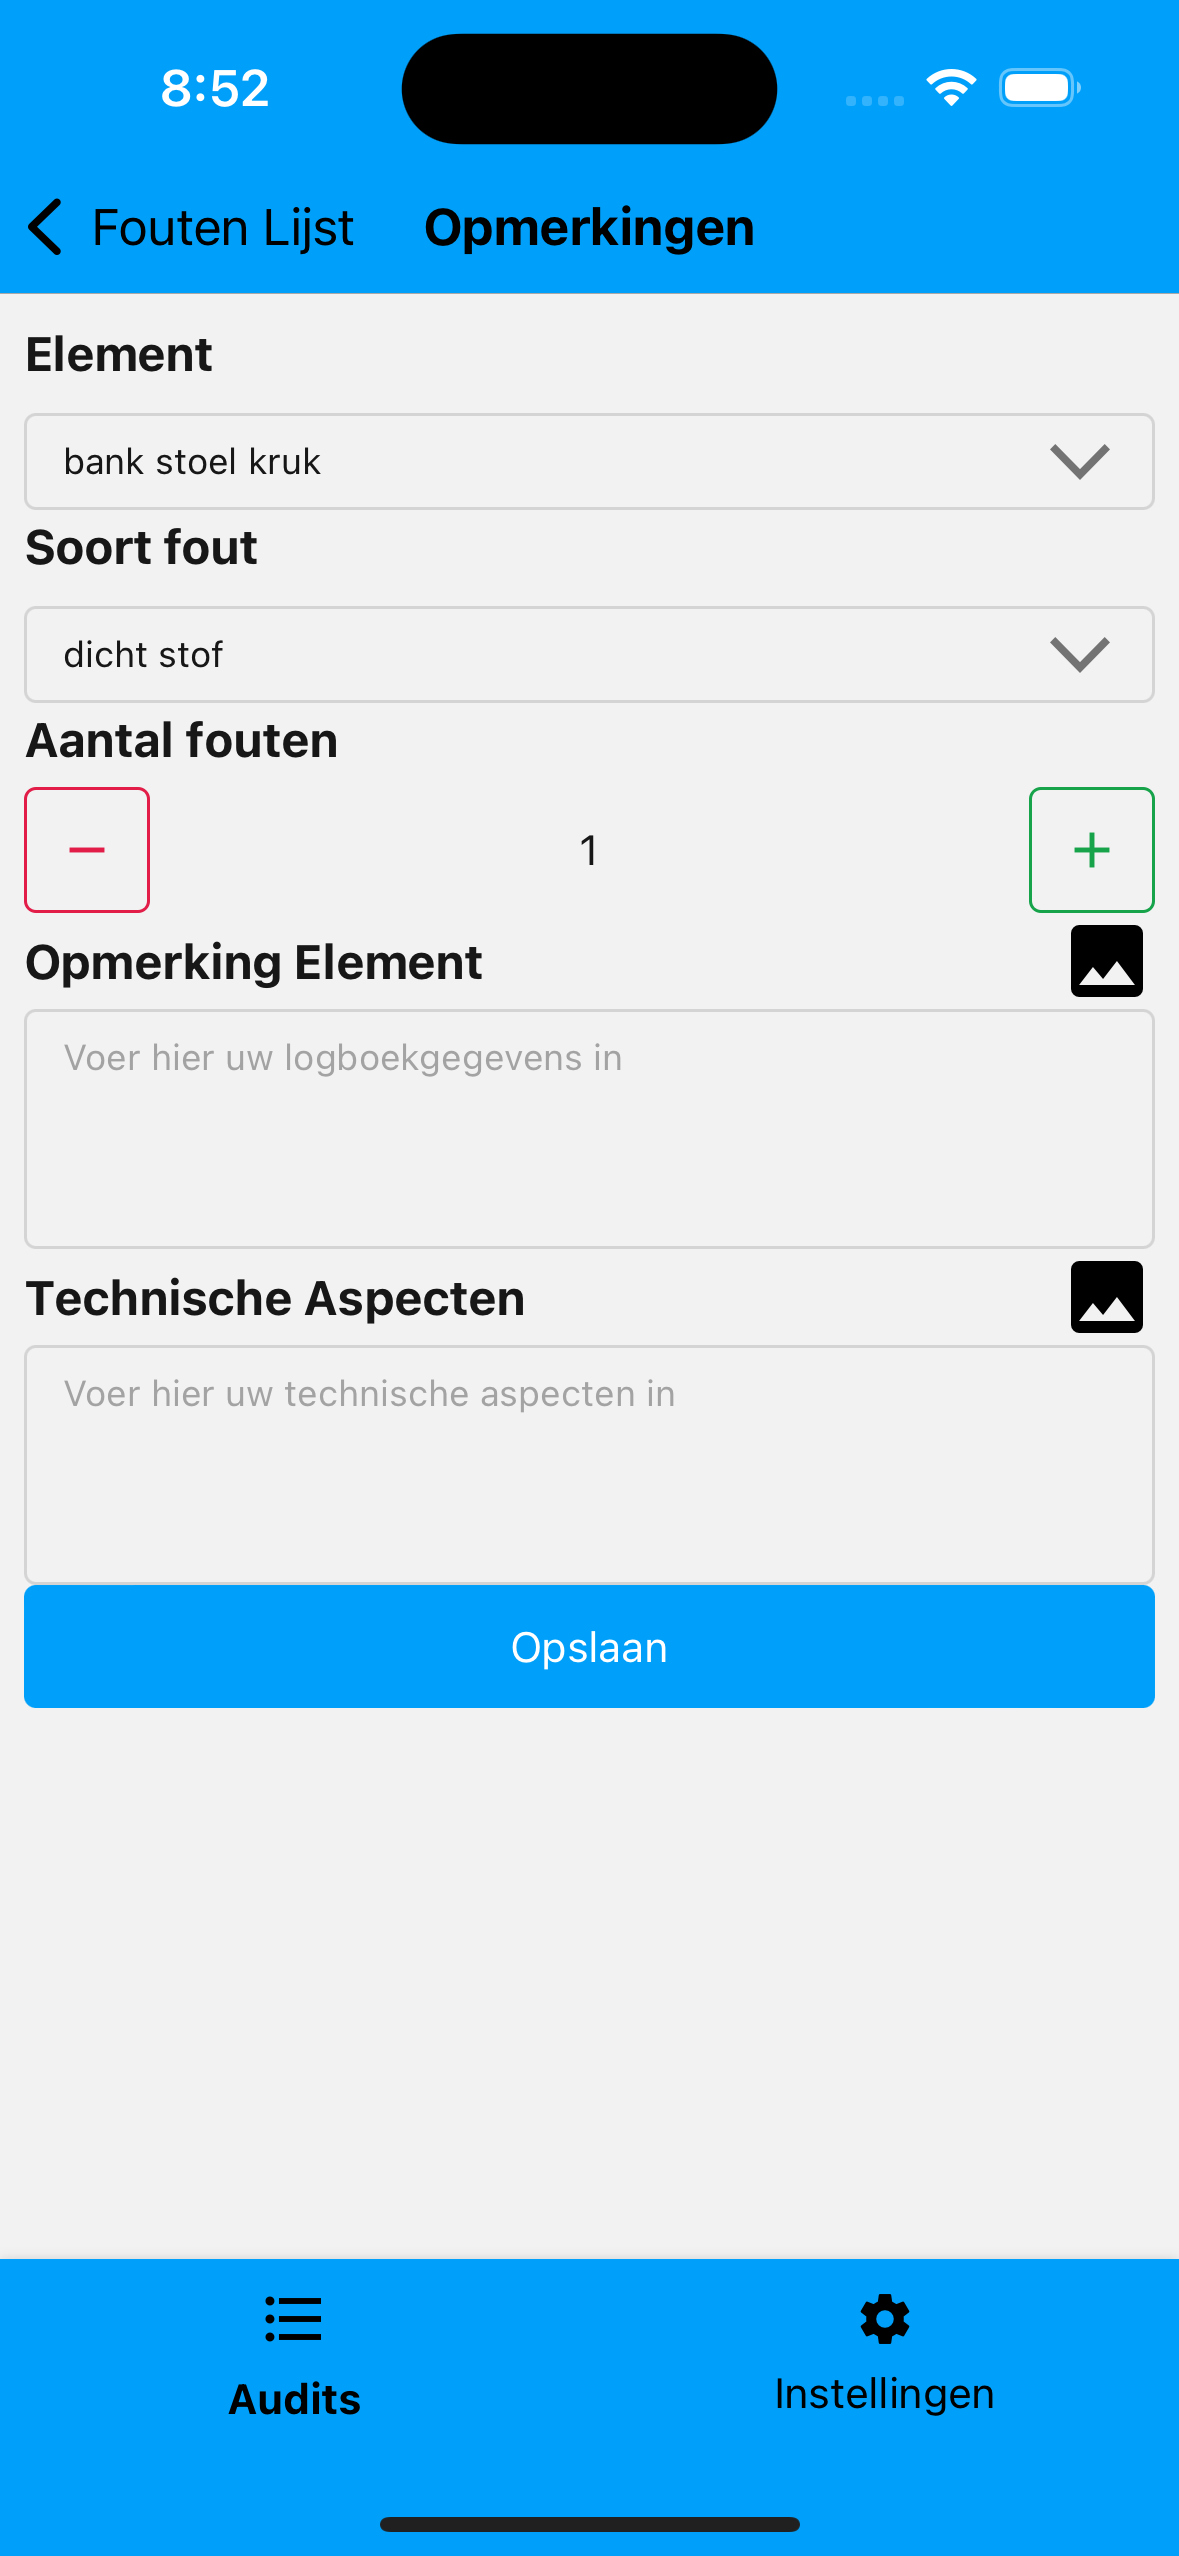 8:52
Fouten Lijst Opmerkingen
Element
bank stoel kruk
Soort fout
dicht stof
Aantal fouten
1
Opmerking Element
Voer hier uw logboekgegevens in
Technische Aspecten
Voer hier uw technische aspecten in
Opslaan
Audits Instellingen